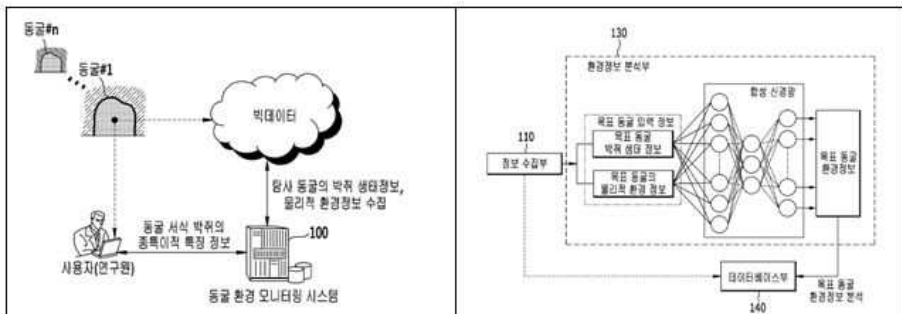 동굴#n
동굴#1
빅데이터
탐사 동굴의 박쥐 생태정보,
물리적 환경정보 수집
동굴 서식 박쥐의
종특이적 특징 정보
100
사용자(연구원)
동굴 환경 모니터링 시스템
130
환경정보 분석부
합성 신경망
목표 동굴 입력 정보
110
목표 동굴
박쥐 생태 정보
정보 수집부
목표 동굴의
물리적 환경 정보
목표 동굴
환경정보
데이터베이스부
목표 동굴
환경정보 분석
140